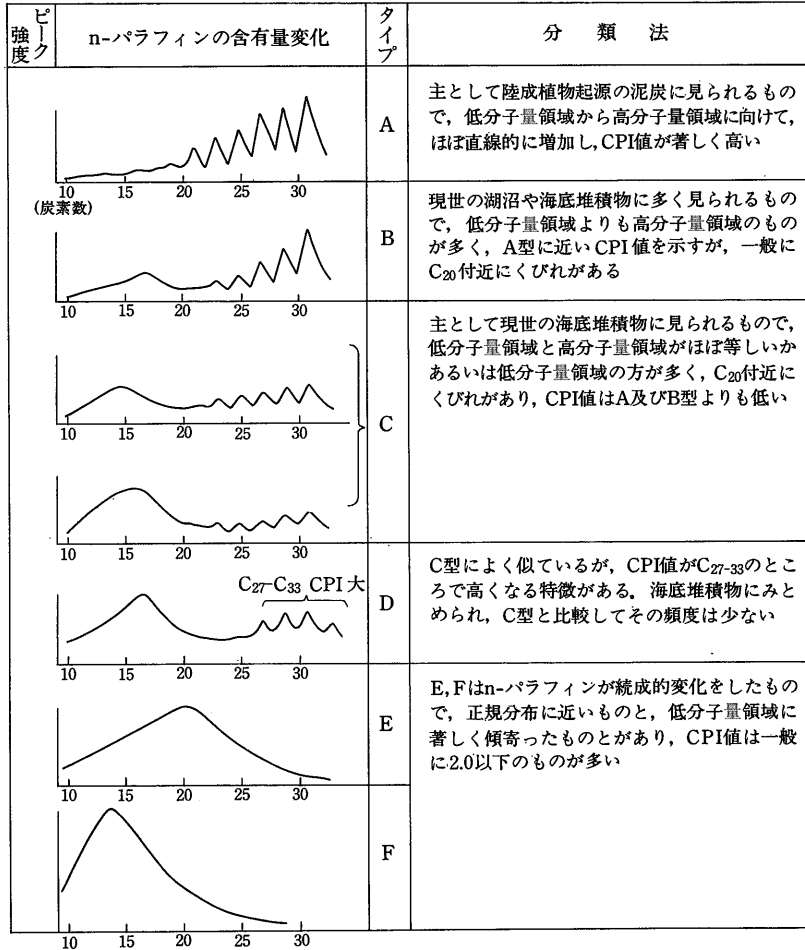 ピーク強度
n-パラフィンの含有量変化
タイプ
分 類 法
10 15 20 25 30
(炭素数)
A
主として陸成植物起源の泥炭に見られるもの
で，低分子量領域から高分子量領域に向けて，
ほぼ直線的に増加し，CPI値が著しく高い
10 15 20 25 30
B
現世の湖沼や海底堆積物に多く見られるもの
で，低分子量領域よりも高分子量領域のもの
が多く，A型に近いCPI値を示すが，一般に
C20付近にくびれがある
10 15 20 25 30
10 15 20 25 30
C
主として現世の海底堆積物に見られるもので，
低分子量領域と高分子量領域がほぼ等しいか
あるいは低分子量領域の方が多く，C20付近に
くびれがあり，CPI値はA及びB型よりも低い
C27-C33 CPI 大
10 15 20 25 30
D
C型によく似ているが，CPI値がC27-33のとこ
ろで高くなる特徴がある．海底堆積物にみと
められ，C型と比較してその頻度は少ない
10 15 20 25 30
E
E,Fはn-パラフィンが続成的変化をしたもの
で，正規分布に近いものと，低分子量領域に
著しく傾寄ったものとがあり，CPI値は一般
に2.0以下のものが多い
10 15 20 25 30
F